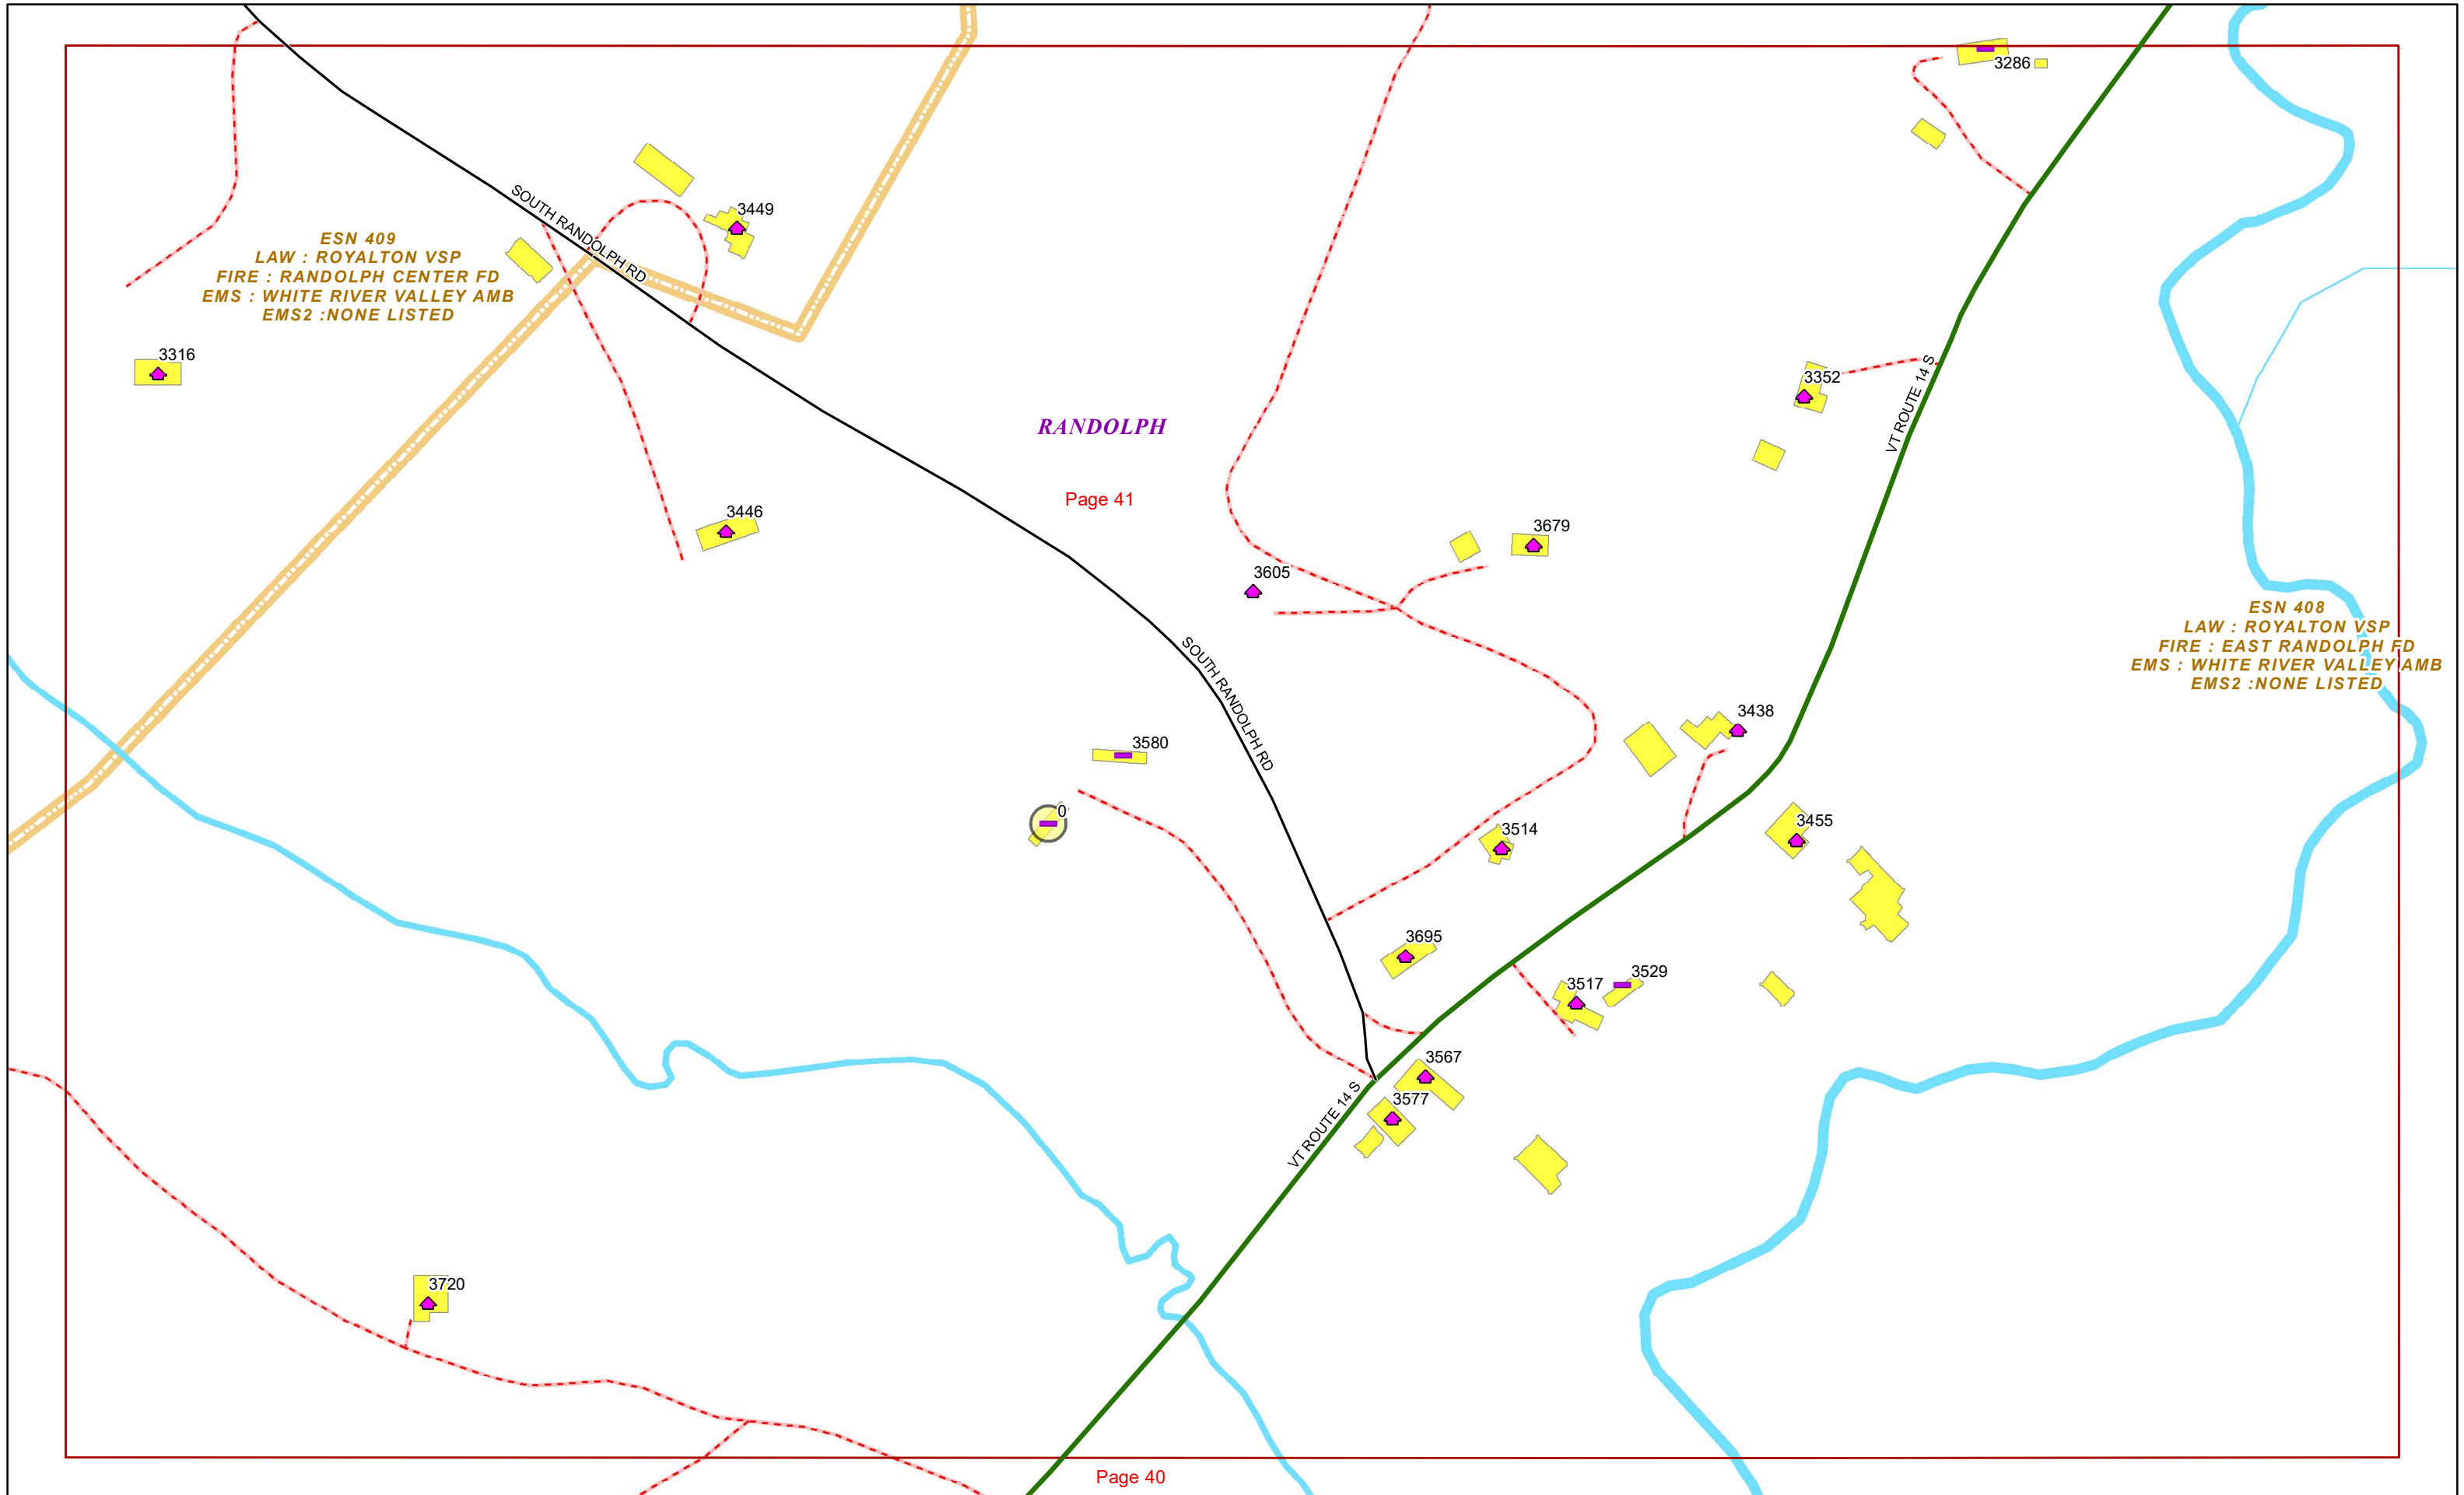 3286
3449
SOUTH RANDOLPH RD
ESN 409
LAW : ROYALTON VSP
FIRE : RANDOLPH CENTER FD
EMS : WHITE RIVER VALLEY AMB
EMS2 :NONE LISTED
3316
3352
VT ROUTE 14 S
RANDOLPH
Page 41
3446
3679
3605
ESN 408
LAW : ROYALTON VSP
FIRE : EAST RANDOLPH FD
EMS : WHITE RIVER VALLEY AMB
EMS2 :NONE LISTED
SOUTH RANDOLPH RD
3438
3580
0
3514
3455
3695
3517
3529
3567
3577
VT ROUTE 14 S
3720
Page 40